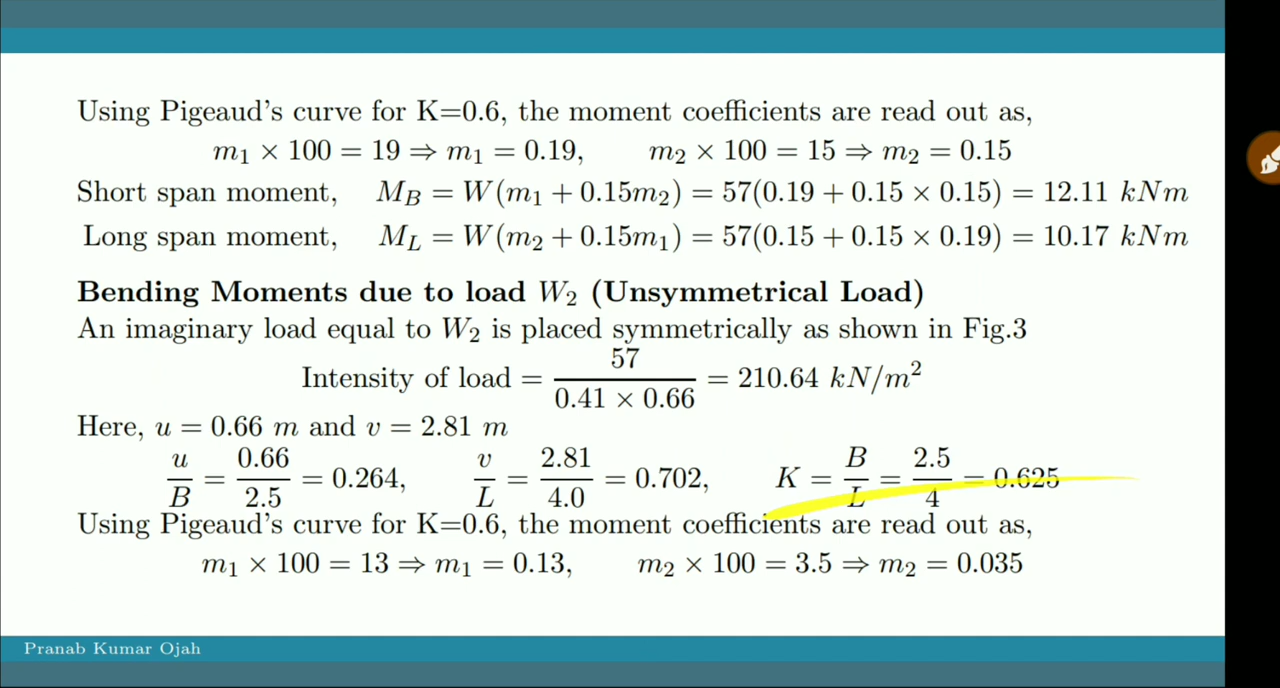 Using Pigeaud's curve for K=0.6, the moment coefficients are read out as,
m₁ × 100 = 19 ⇒ m₁ = 0.19, m₂ × 100 = 15 ⇒ m₂ = 0.15
Short span moment, M_B = W(m₁ + 0.15m₂) = 57(0.19 + 0.15 × 0.15) = 12.11 kNm
Long span moment, M_L = W(m₂ + 0.15m₁) = 57(0.15 + 0.15 × 0.19) = 10.17 kNm
Bending Moments due to load W₂ (Unsymmetrical Load)
An imaginary load equal to W₂ is placed symmetrically as shown in Fig.3
Intensity of load = 57 / (0.41 × 0.66) = 210.64 kN/m²
Here, u = 0.66 m and v = 2.81 m
u/B = 0.66/2.5 = 0.264, v/L = 2.81/4.0 = 0.702, K = B/L = 2.5/4 = 0.625
Using Pigeaud's curve for K=0.6, the moment coefficients are read out as,
m₁ × 100 = 13 ⇒ m₁ = 0.13, m₂ × 100 = 3.5 ⇒ m₂ = 0.035
Pranab Kumar Ojah